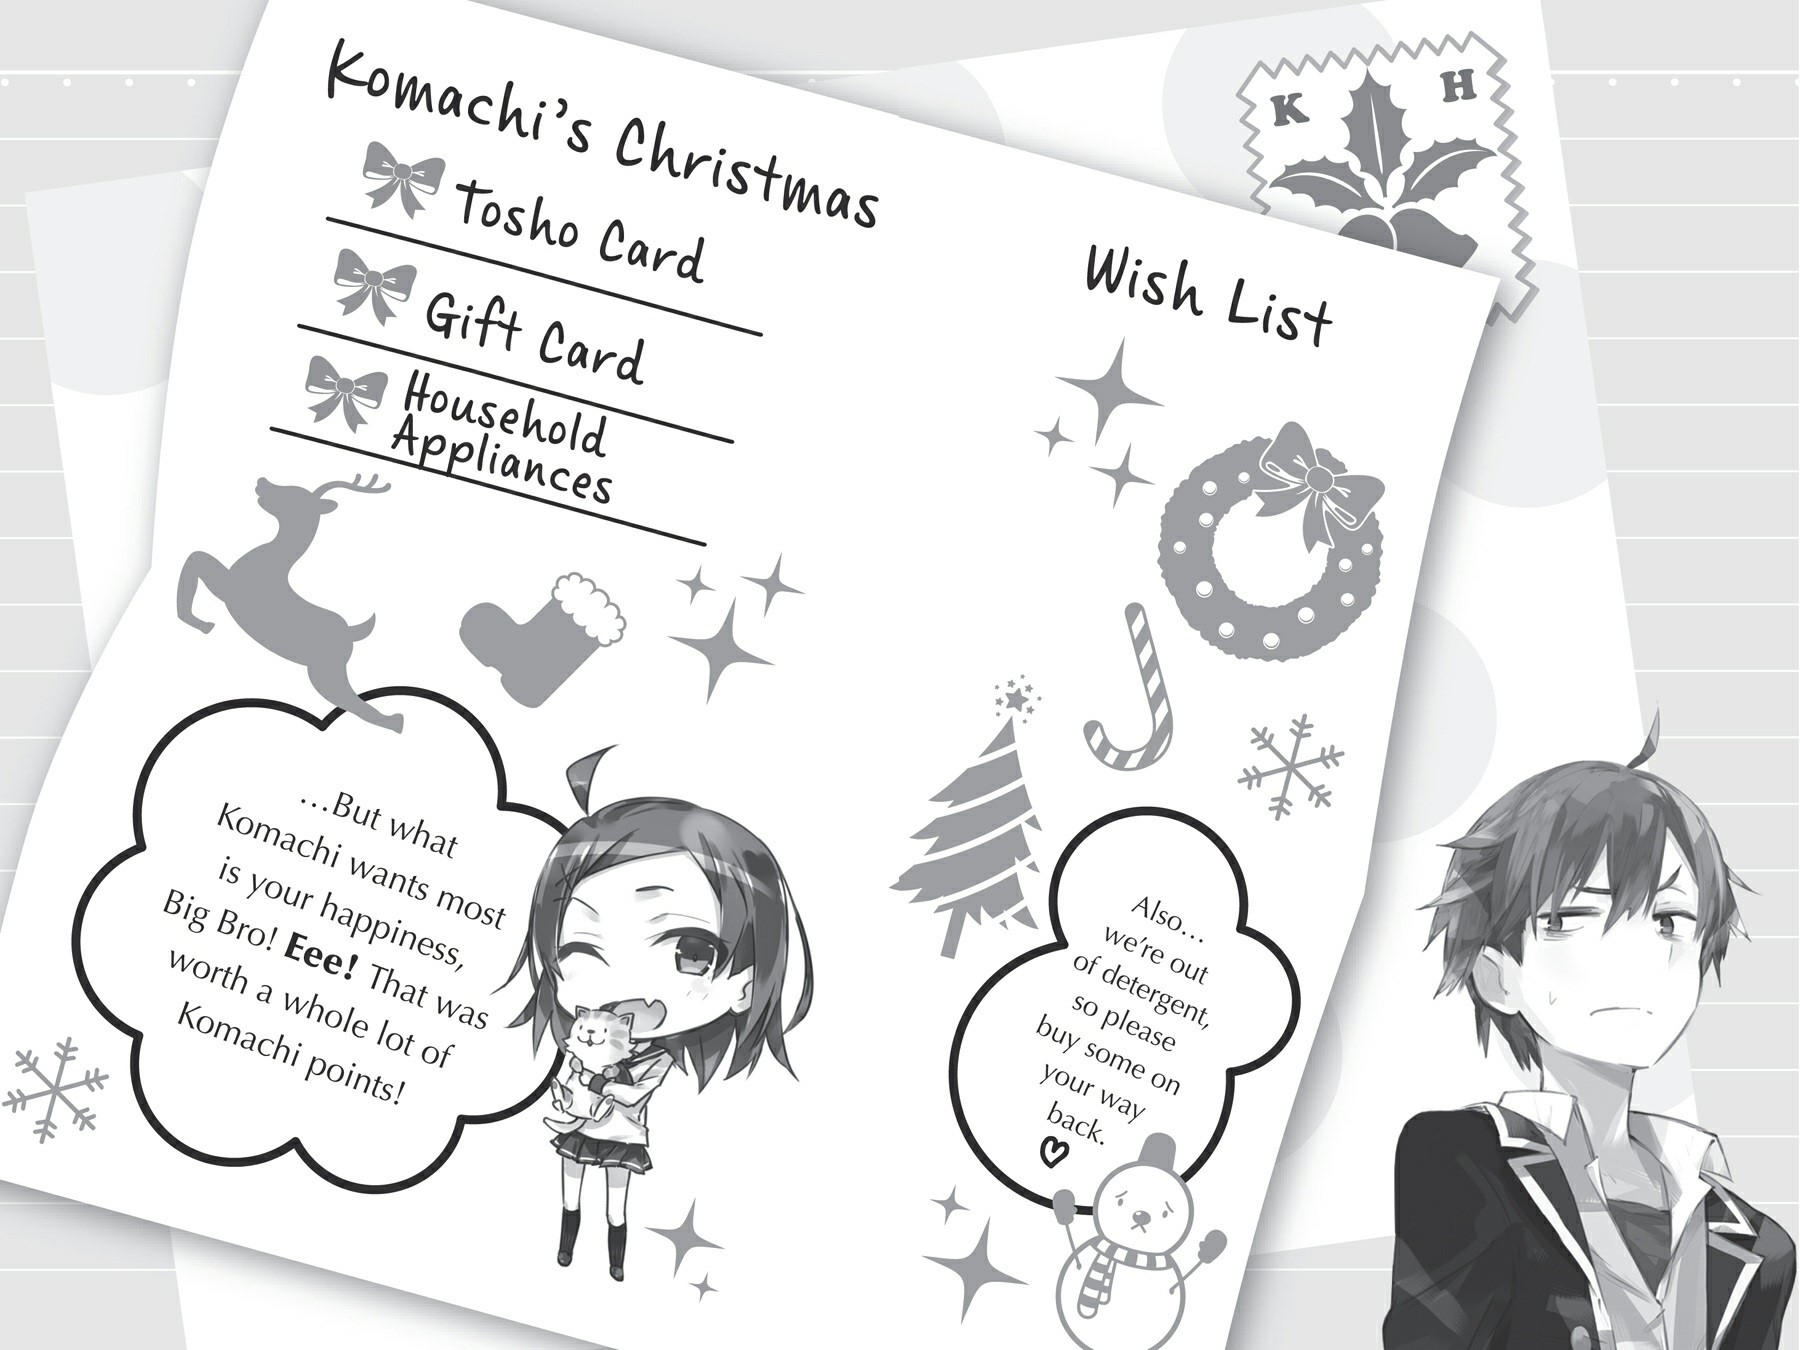 Komachi's Christmas
Wish List
Tosho Card
Gift Card
Household
Appliances
...But what
Komachi wants most
is your happiness,
Big Bro! Eee! That was
worth a whole lot of
Komachi points!
Also...
we're out
of detergent,
so please
buy some on
your way
back.
K H